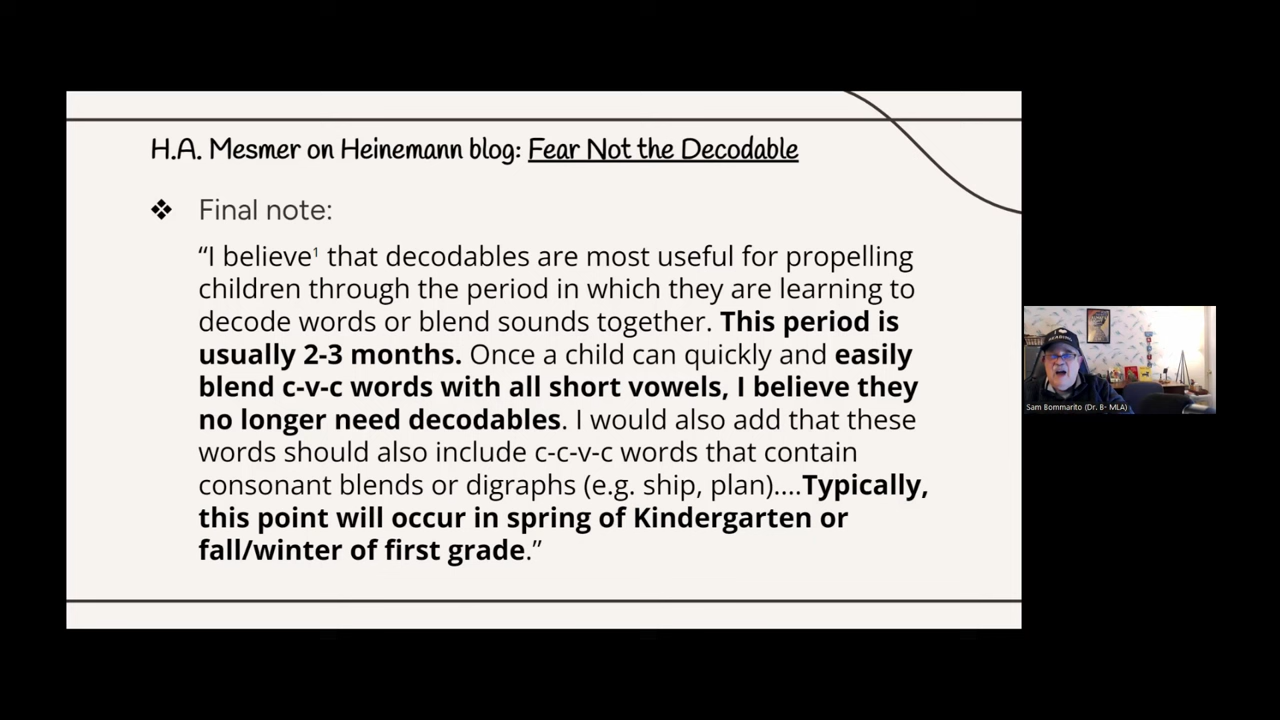 H.A. Mesmer on Heinemann blog: Fear Not the Decodable
❖ Final note:
“I believe¹ that decodables are most useful for propelling
children through the period in which they are learning to
decode words or blend sounds together. This period is
usually 2-3 months. Once a child can quickly and easily
blend c-v-c words with all short vowels, I believe they
no longer need decodables. I would also add that these
words should also include c-c-v-c words that contain
consonant blends or digraphs (e.g. ship, plan)....Typically,
this point will occur in spring of Kindergarten or
fall/winter of first grade.”
READING
Sam Bommarito (Dr. B- MLA)